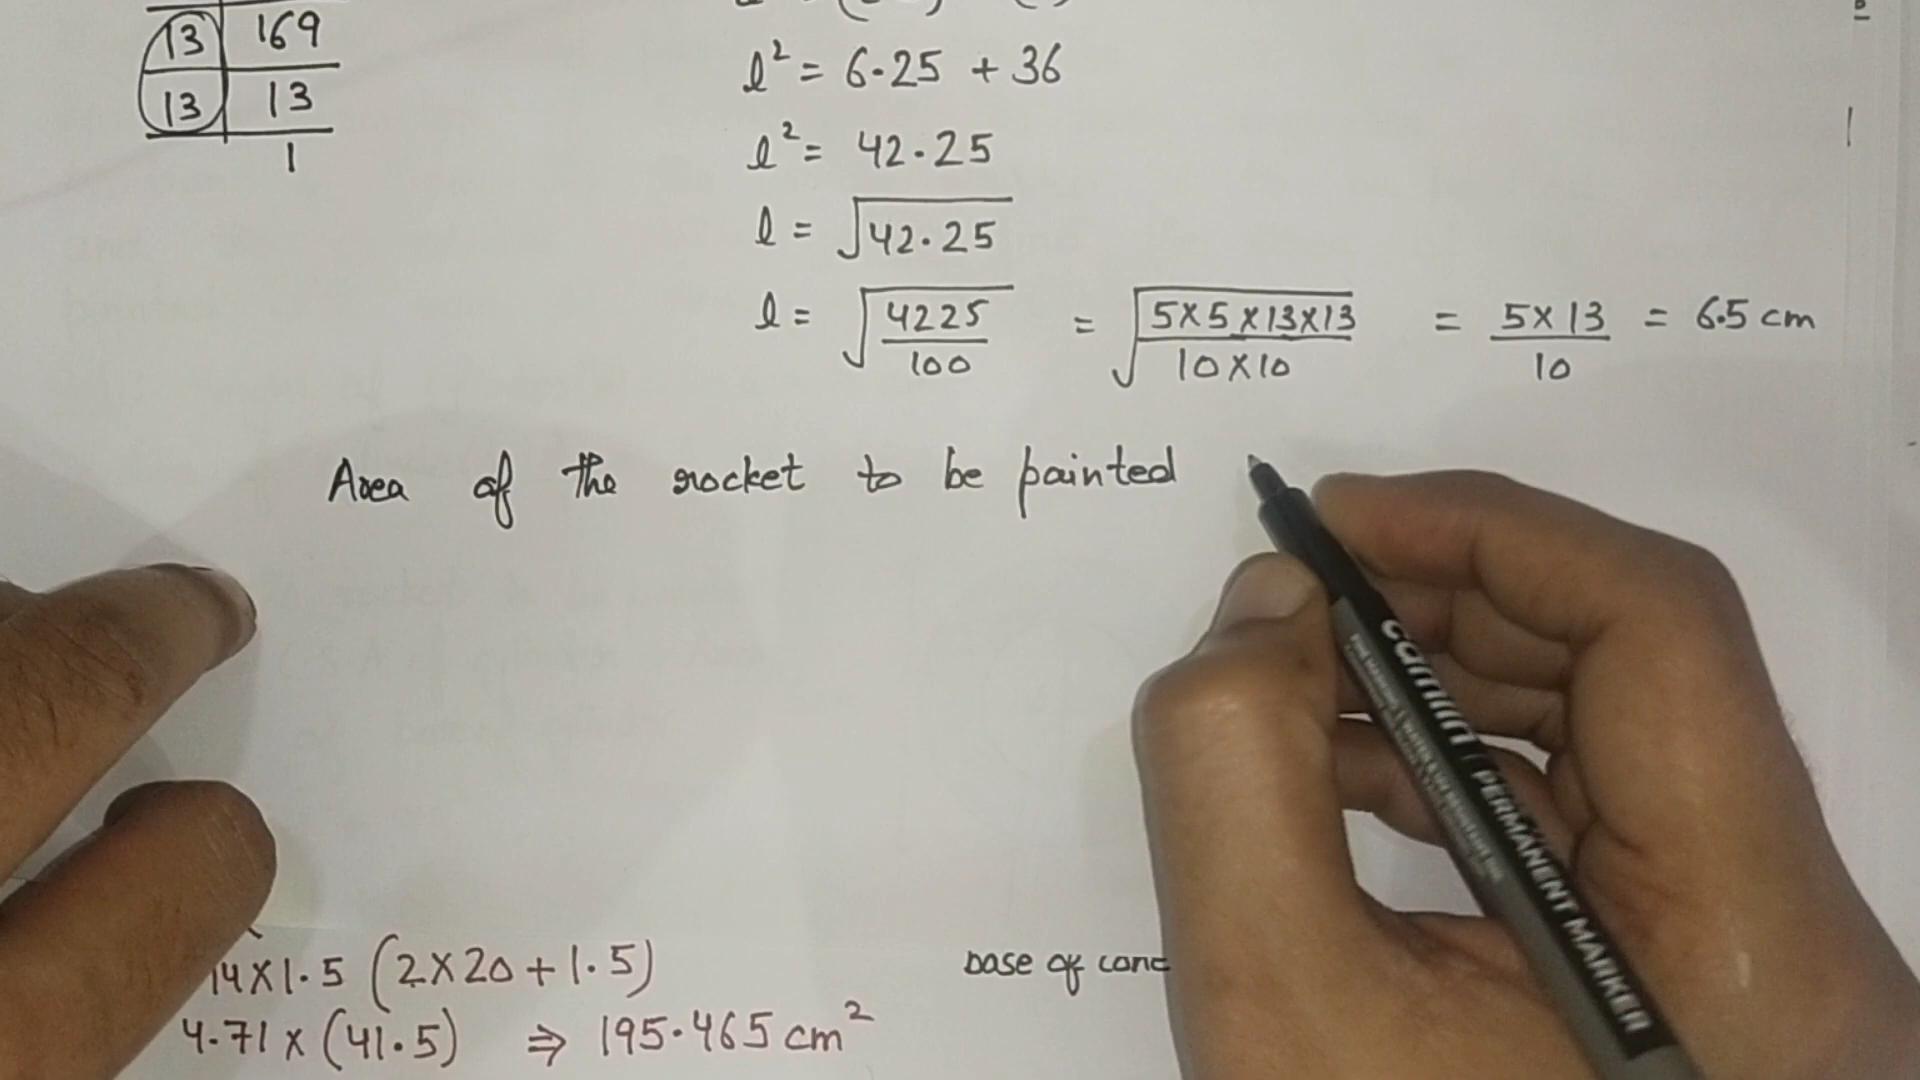 13 | 169
13 | 13
1
l² = 6.25 + 36
l² = 42.25
l = √42.25
l = √(4225/100) = √(5×5×13×13/10×10) = 5×13/10 = 6.5 cm
Area of the rocket to be painted
14×1.5 (2×20+1.5)
base of cone
4.71 × (41.5) ⇒ 195.465 cm²
camlin PERMANENT MARKER